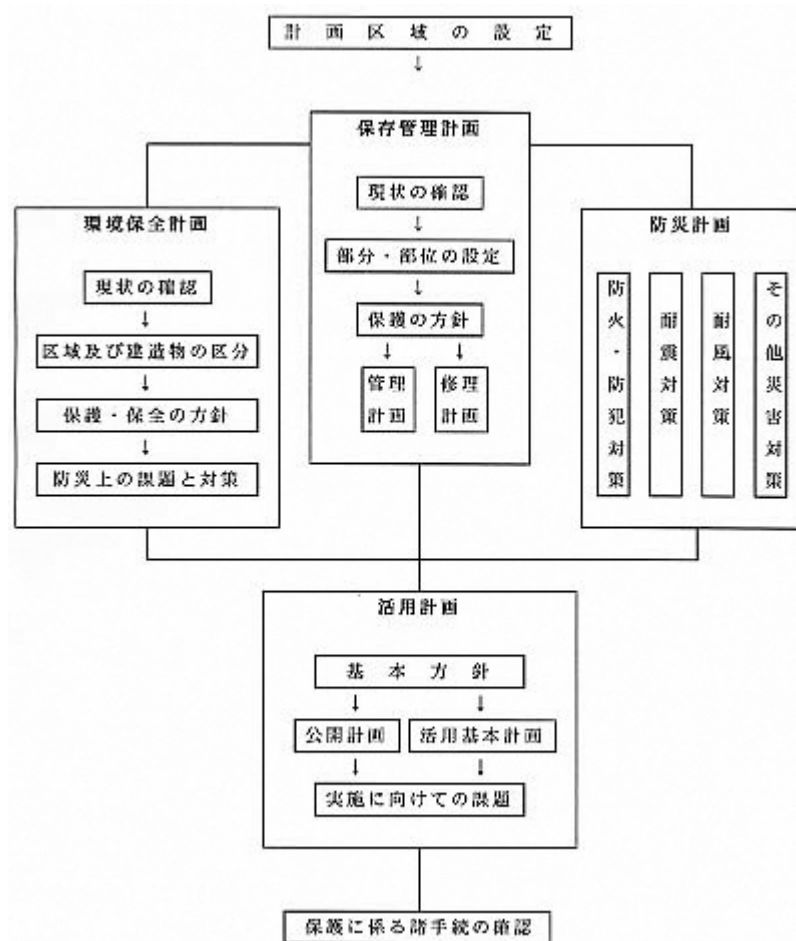 計画区域の設定
↓
保存管理計画
現状の確認
↓
部分・部位の設定
↓
保護の方針
↓ ↓
管理計画
修理計画
環境保全計画
現状の確認
↓
区域及び建造物の区分
↓
保護・保全の方針
↓
防災上の課題と対策
防災計画
防火・防犯対策
耐震対策
耐風対策
その他災害対策
活用計画
基本方針
↓ ↓
公開計画
活用基本計画
↓ ↓
実施に向けての課題
保護に係る諸手続の確認